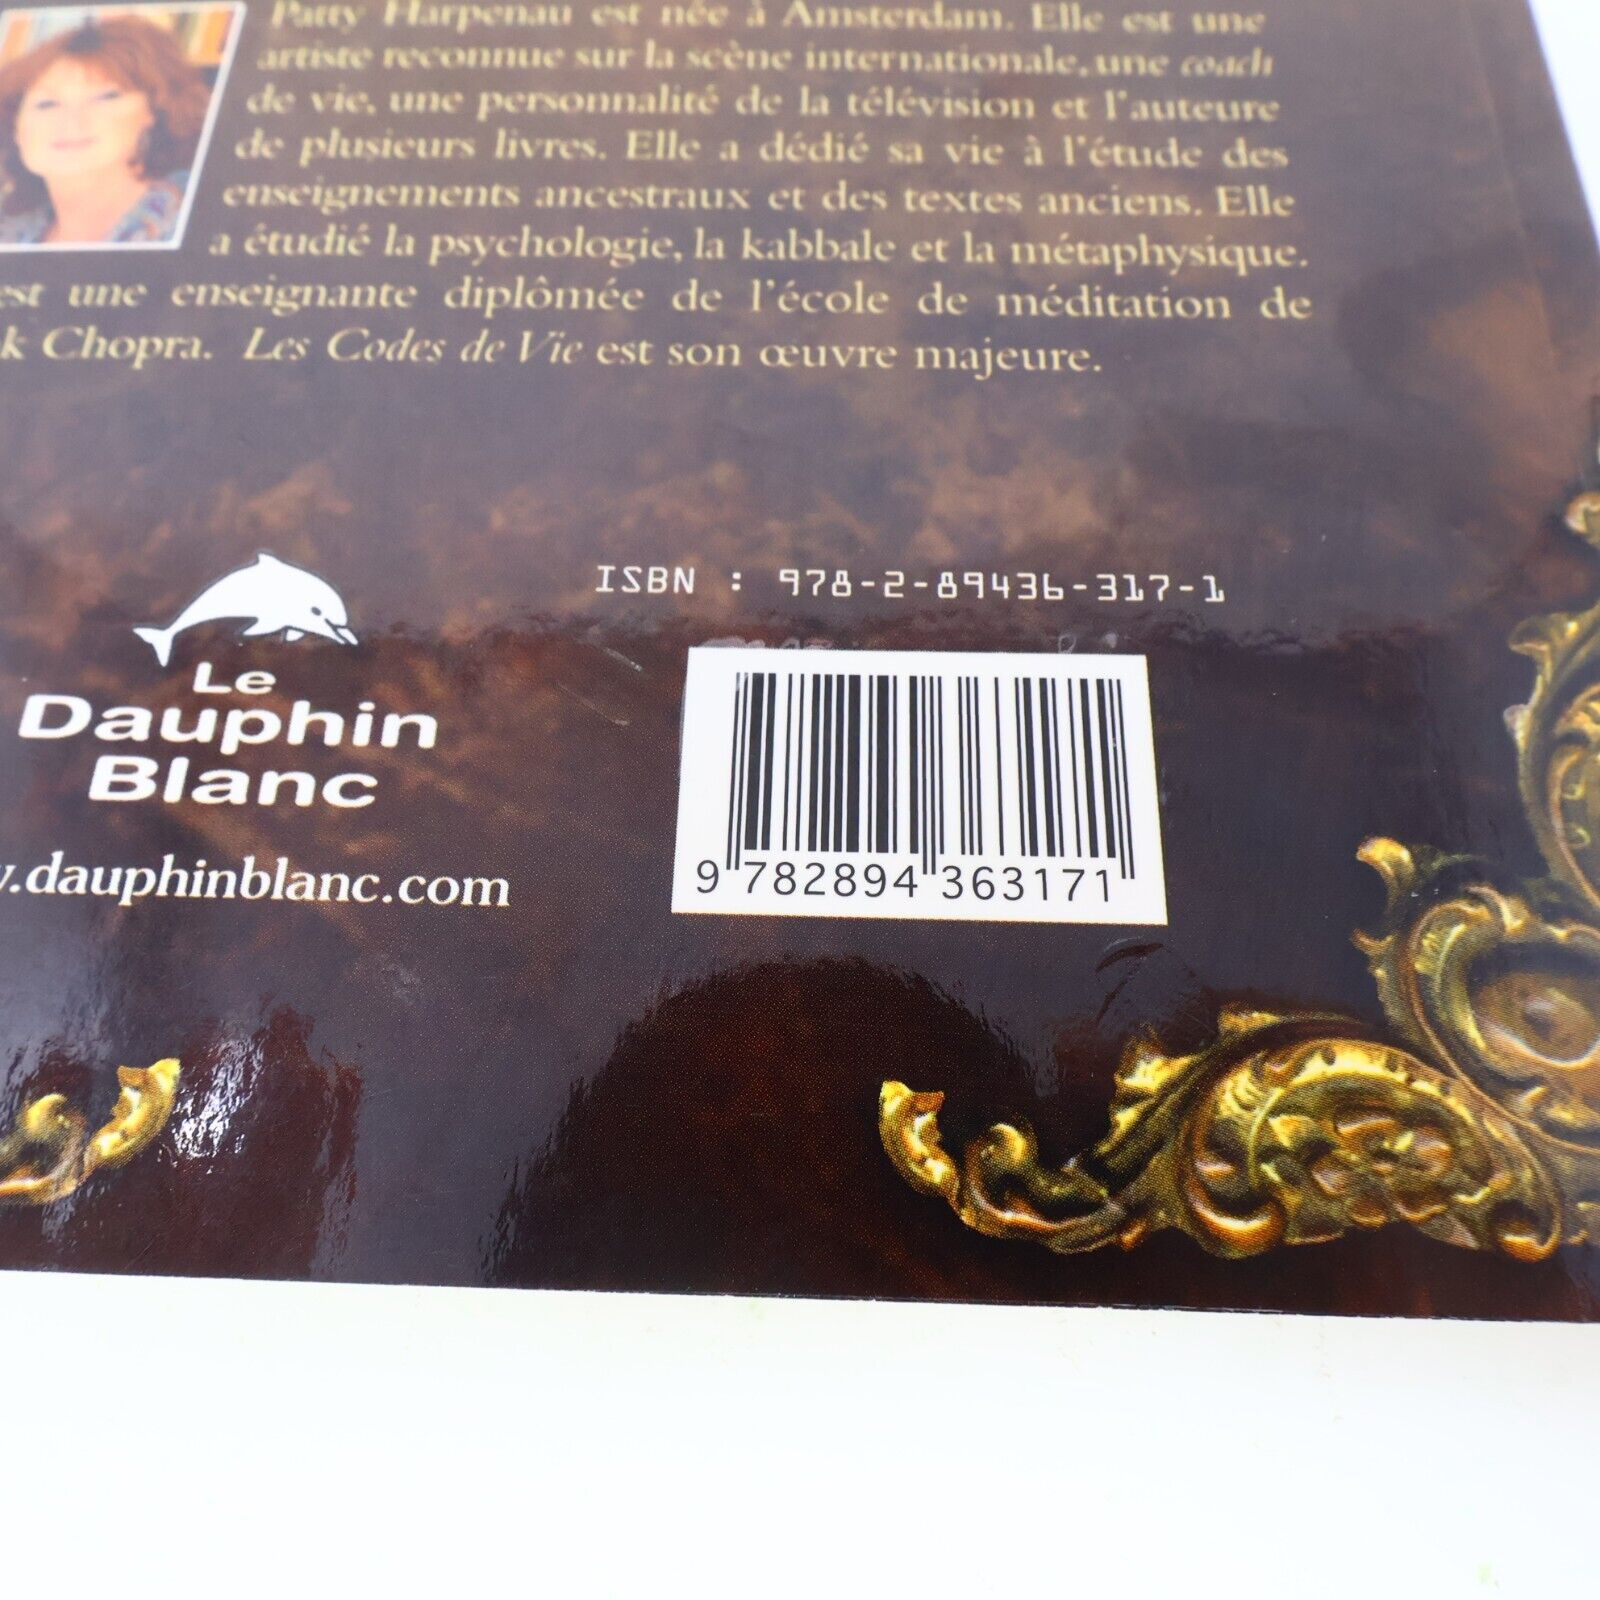 Patty Harpenau est née à Amsterdam. Elle est une
artiste reconnue sur la scène internationale, une coach
de vie, une personnalité de la télévision et l'auteure
de plusieurs livres. Elle a dédié sa vie à l'étude des
enseignements ancestraux et des textes anciens. Elle
a étudié la psychologie, la kabbale et la métaphysique.
est une enseignante diplômée de l'école de méditation de
k Chopra. Les Codes de Vie est son œuvre majeure.
ISBN : 978-2-89436-317-1
Le
Dauphin
Blanc
.dauphinblanc.com
9 782894 363171